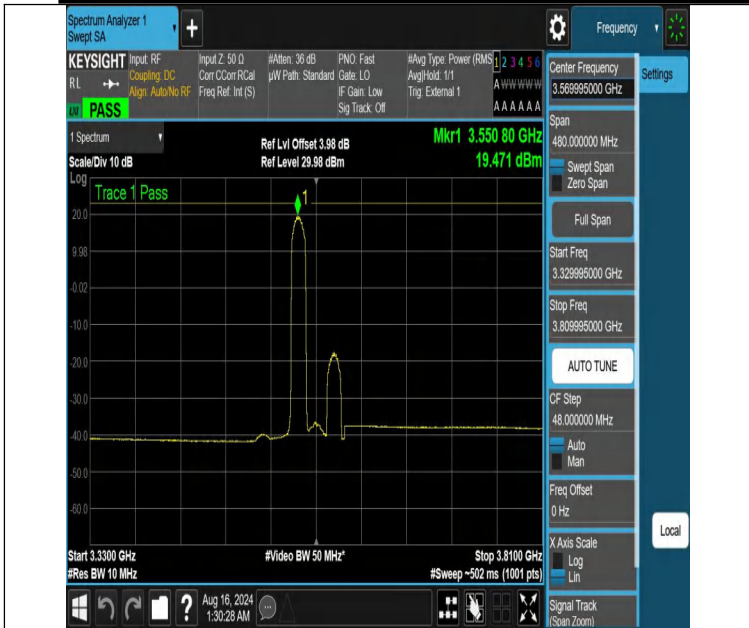 Spectrum Analyzer 1
Swept SA
Frequency
KEYSIGHT
RL
PASS
Input: RF
Coupling: DC
Align: Auto/No RF
Input Z: 50 Ω
Corr CCorr RCal
Freq Ref: Int (S)
#Atten: 36 dB
µW Path: Standard
PNO: Fast
Gate: LO
IF Gain: Low
Sig Track: Off
#Avg Type: Power (RMS
Avg|Hold: 1/1
Trig: External 1
1 2 3 4 5 6
A W W W W W
A A A A A A
1 Spectrum
Scale/Div 10 dB
Ref Lvl Offset 3.98 dB
Ref Level 29.98 dBm
Mkr1 3.550 80 GHz
19.471 dBm
Log
Trace 1 Pass
1
20.0
9.98
-0.02
-10.0
-20.0
-30.0
-40.0
-50.0
-60.0
Start 3.3300 GHz
#Res BW 10 MHz
#Video BW 50 MHz*
Stop 3.8100 GHz
#Sweep ~502 ms (1001 pts)
Center Frequency
3.569995000 GHz
Settings
Span
480.000000 MHz
Swept Span
Zero Span
Full Span
Start Freq
3.329995000 GHz
Stop Freq
3.809995000 GHz
AUTO TUNE
CF Step
48.000000 MHz
Auto
Man
Freq Offset
0 Hz
X Axis Scale
Log
Lin
Signal Track
(Span Zoom)
Local
?
Aug 16, 2024
1:30:28 AM